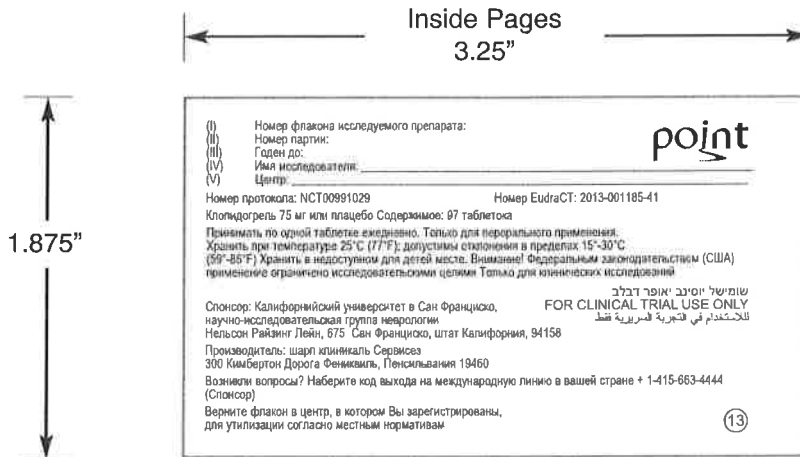 Inside Pages
3.25”
1.875”
point
(I) Номер флакона исследуемого препарата:
(II) Номер партии:
(III) Годен до:
(IV) Имя исследователя:
(V) Центр:
Номер протокола: NCT00991029 Номер EudraCT: 2013-001185-41
Клопидогрель 75 мг или плацебо Содержимое: 97 таблетока
Принимать по одной таблетке ежедневно. Только для перорального применения.
Хранить при температуре 25°C (77°F); допустимы отклонения в пределах 15°-30°C
(59°-86°F) Хранить в недоступном для детей месте. Внимание! Федеральным законодательством (США)
применение ограничено исследовательскими целями Только для клинических исследований
שומישל יוסינב יאופר דבלב
FOR CLINICAL TRIAL USE ONLY
للاستخدام في التجربة السريرية فقط
Спонсор: Калифорнийский университет в Сан Франциско,
научно-исследовательская группа неврологии
Нельсон Райзинг Лейн, 675 Сан Франциско, штат Калифорния, 94158
Производитель: шарп клиникаль Сервисез
300 Кимбертон Дорога Фениквиль, Пенсильвания 19460
Возникли вопросы? Наберите код выхода на международную линию в вашей стране + 1-415-663-4444
(Спонсор)
Верните флакон в центр, в котором Вы зарегистрированы,
для утилизации согласно местным нормативам
13